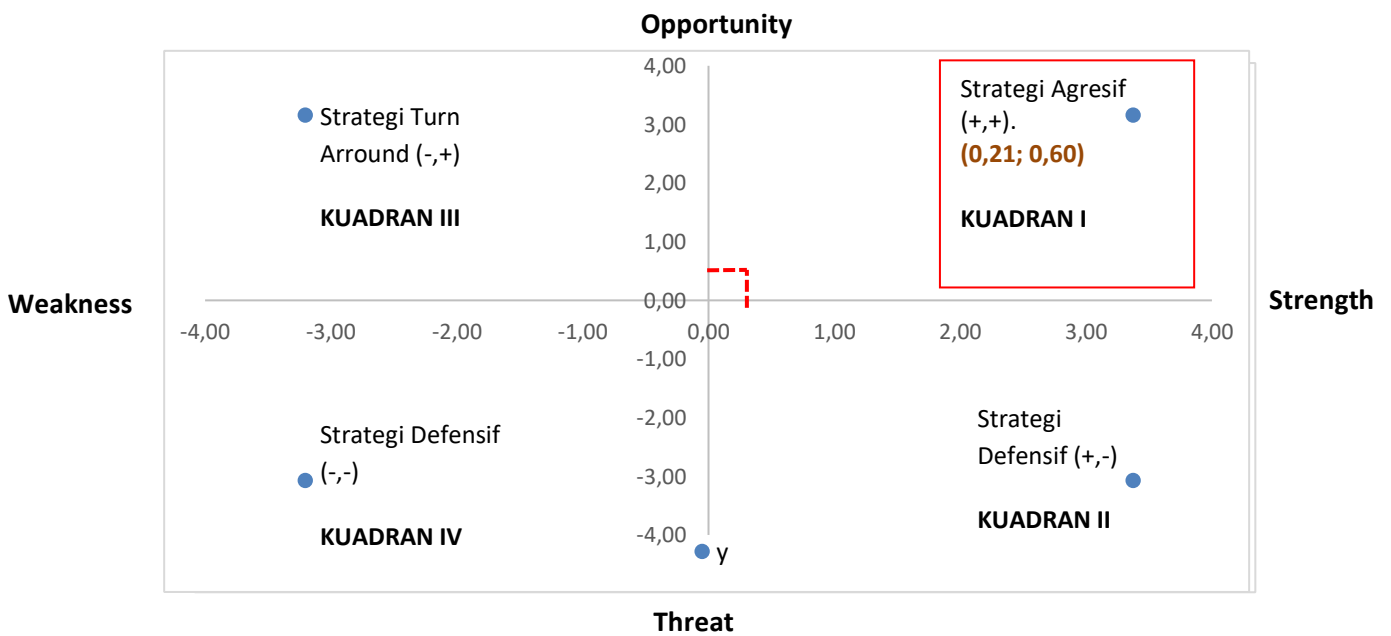 Opportunity
4,00
3,00
2,00
1,00
0,00
-1,00
-2,00
-3,00
-4,00
Strategi Turn
Arround (-,+)
KUADRAN III
Strategi Agresif
(+,+).
(0,21; 0,60)
KUADRAN I
Weakness
Strength
-4,00 -3,00 -2,00 -1,00 0,00 1,00 2,00 3,00 4,00
Strategi Defensif
(-,-)
KUADRAN IV
Strategi
Defensif (+,-)
KUADRAN II
y
Threat